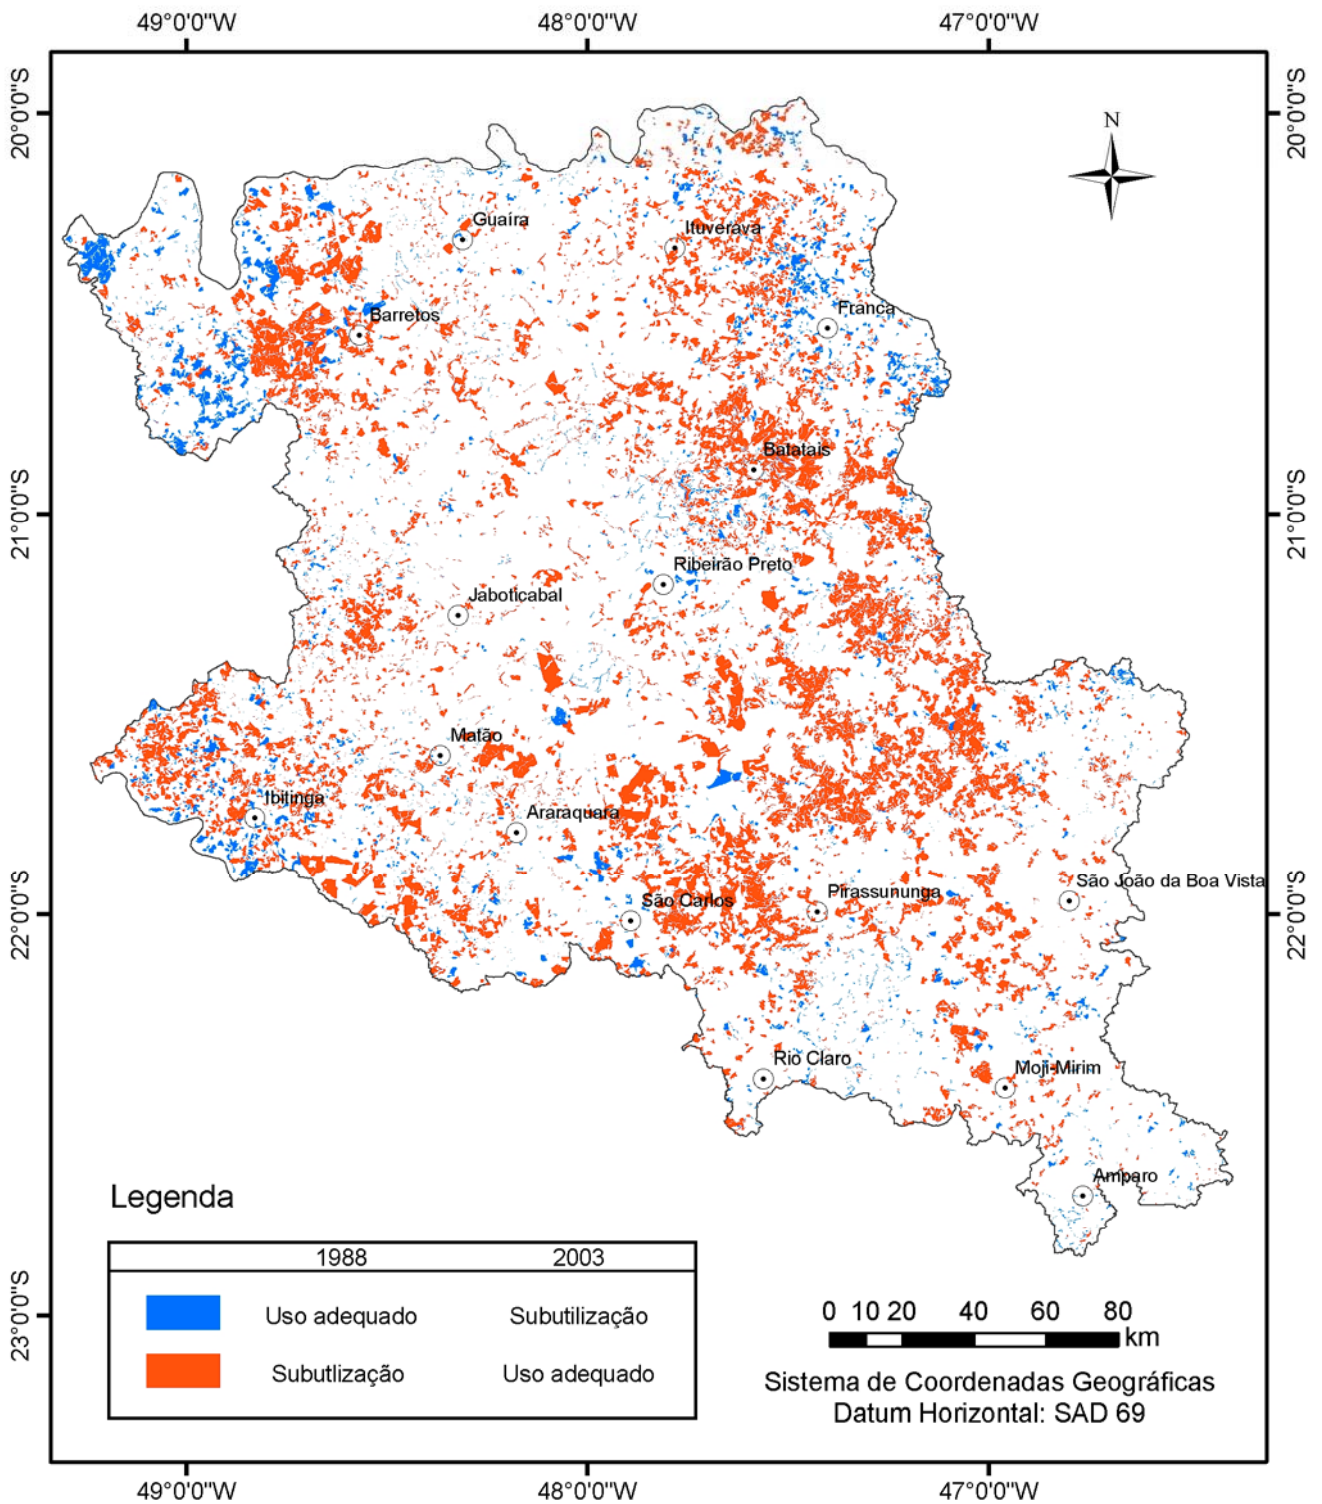 49°0'0"W 48°0'0"W 47°0'0"W
20°0'0"S 20°0'0"S
N
Guaíra
Ituverava
Franca
Barretos
Batatais
21°0'0"S 21°0'0"S
Ribeirão Preto
Jaboticabal
Matão
Ibitinga
Araraquara
São João da Boa Vista
Pirassununga
São Carlos
22°0'0"S 22°0'0"S
Rio Claro
Moji-Mirim
Amparo
Legenda
1988 2003
Uso adequado Subutilização
Subutlização Uso adequado
23°0'0"S
0 10 20 40 60 80
km
Sistema de Coordenadas Geográficas
Datum Horizontal: SAD 69
49°0'0"W 48°0'0"W 47°0'0"W